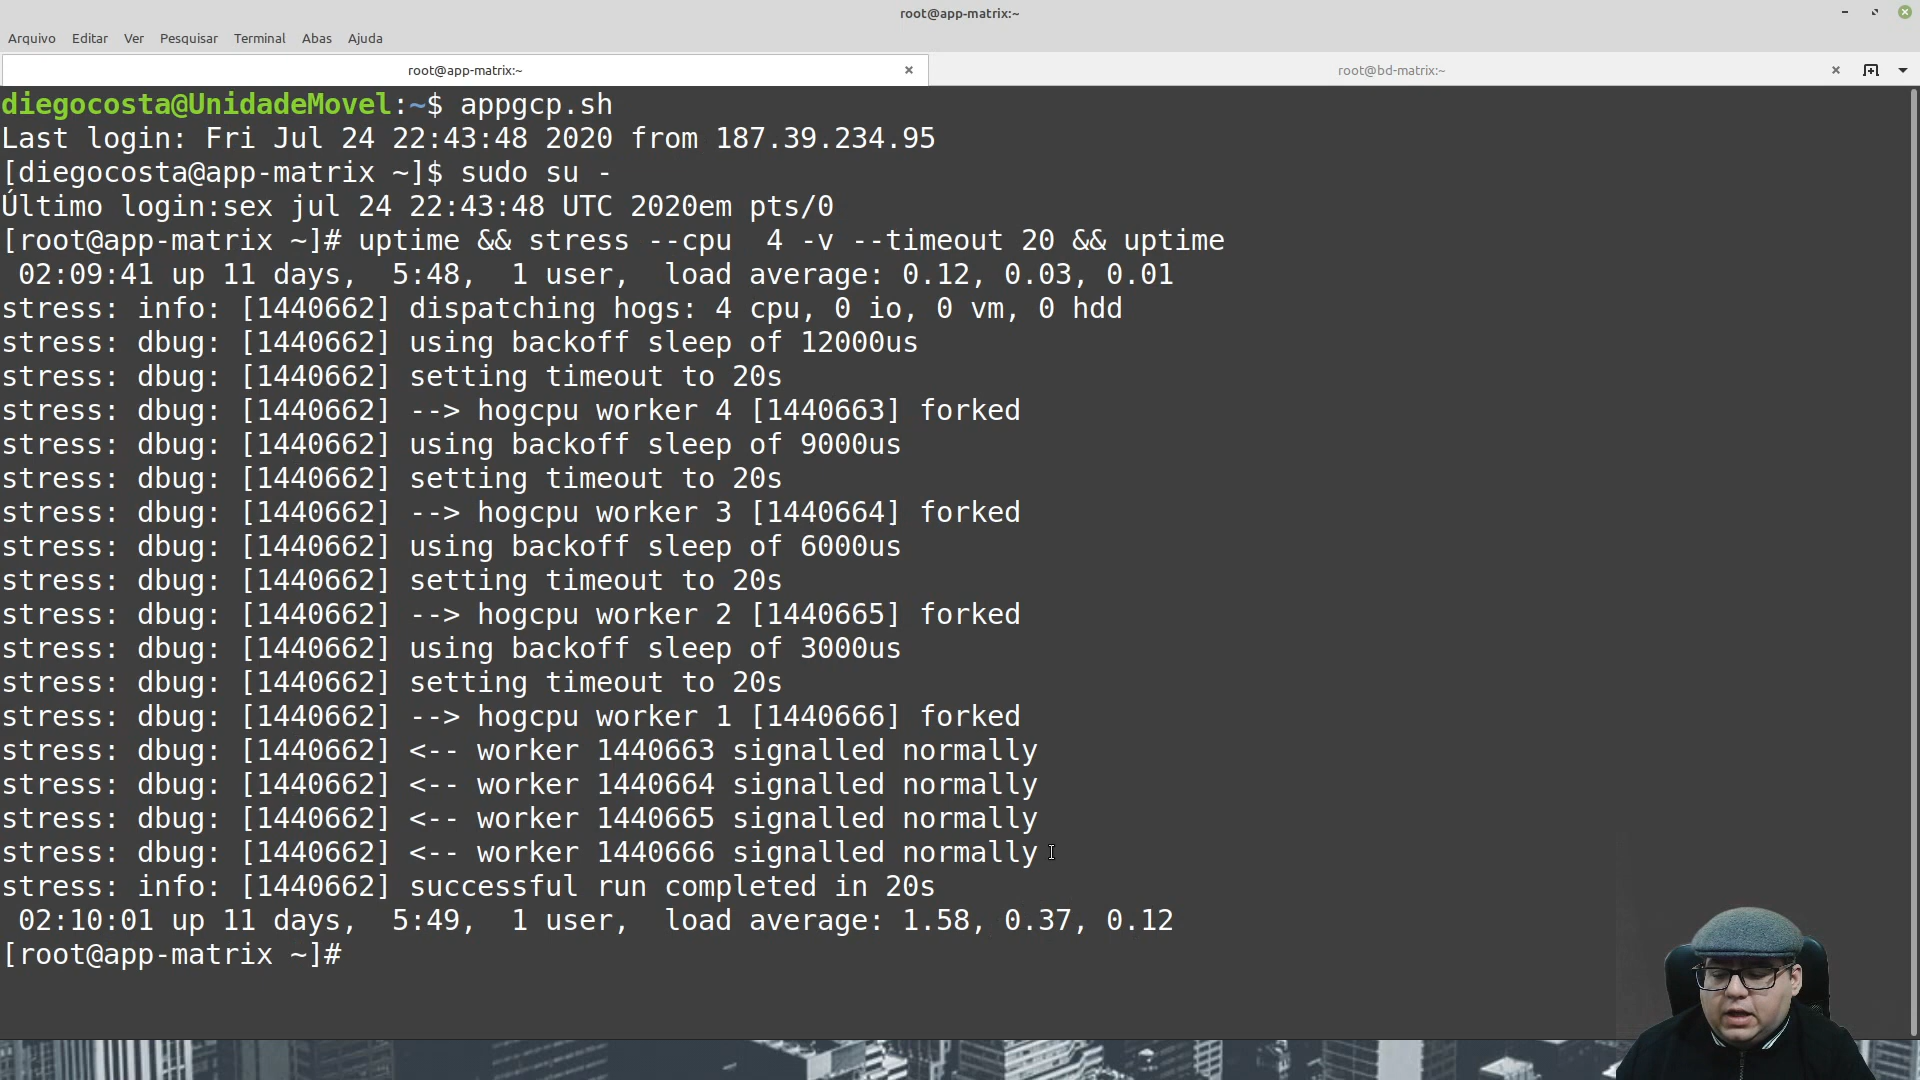 root@app-matrix:~
Arquivo Editar Ver Pesquisar Terminal Abas Ajuda
root@app-matrix:~ root@bd-matrix:~
diegocosta@UnidadeMovel:~$ appgcp.sh
Last login: Fri Jul 24 22:43:48 2020 from 187.39.234.95
[diegocosta@app-matrix ~]$ sudo su -
Último login:sex jul 24 22:43:48 UTC 2020em pts/0
[root@app-matrix ~]# uptime && stress --cpu  4 -v --timeout 20 && uptime
 02:09:41 up 11 days,  5:48,  1 user,  load average: 0.12, 0.03, 0.01
stress: info: [1440662] dispatching hogs: 4 cpu, 0 io, 0 vm, 0 hdd
stress: dbug: [1440662] using backoff sleep of 12000us
stress: dbug: [1440662] setting timeout to 20s
stress: dbug: [1440662] --> hogcpu worker 4 [1440663] forked
stress: dbug: [1440662] using backoff sleep of 9000us
stress: dbug: [1440662] setting timeout to 20s
stress: dbug: [1440662] --> hogcpu worker 3 [1440664] forked
stress: dbug: [1440662] using backoff sleep of 6000us
stress: dbug: [1440662] setting timeout to 20s
stress: dbug: [1440662] --> hogcpu worker 2 [1440665] forked
stress: dbug: [1440662] using backoff sleep of 3000us
stress: dbug: [1440662] setting timeout to 20s
stress: dbug: [1440662] --> hogcpu worker 1 [1440666] forked
stress: dbug: [1440662] <-- worker 1440663 signalled normally
stress: dbug: [1440662] <-- worker 1440664 signalled normally
stress: dbug: [1440662] <-- worker 1440665 signalled normally
stress: dbug: [1440662] <-- worker 1440666 signalled normally
stress: info: [1440662] successful run completed in 20s
 02:10:01 up 11 days,  5:49,  1 user,  load average: 1.58, 0.37, 0.12
[root@app-matrix ~]#